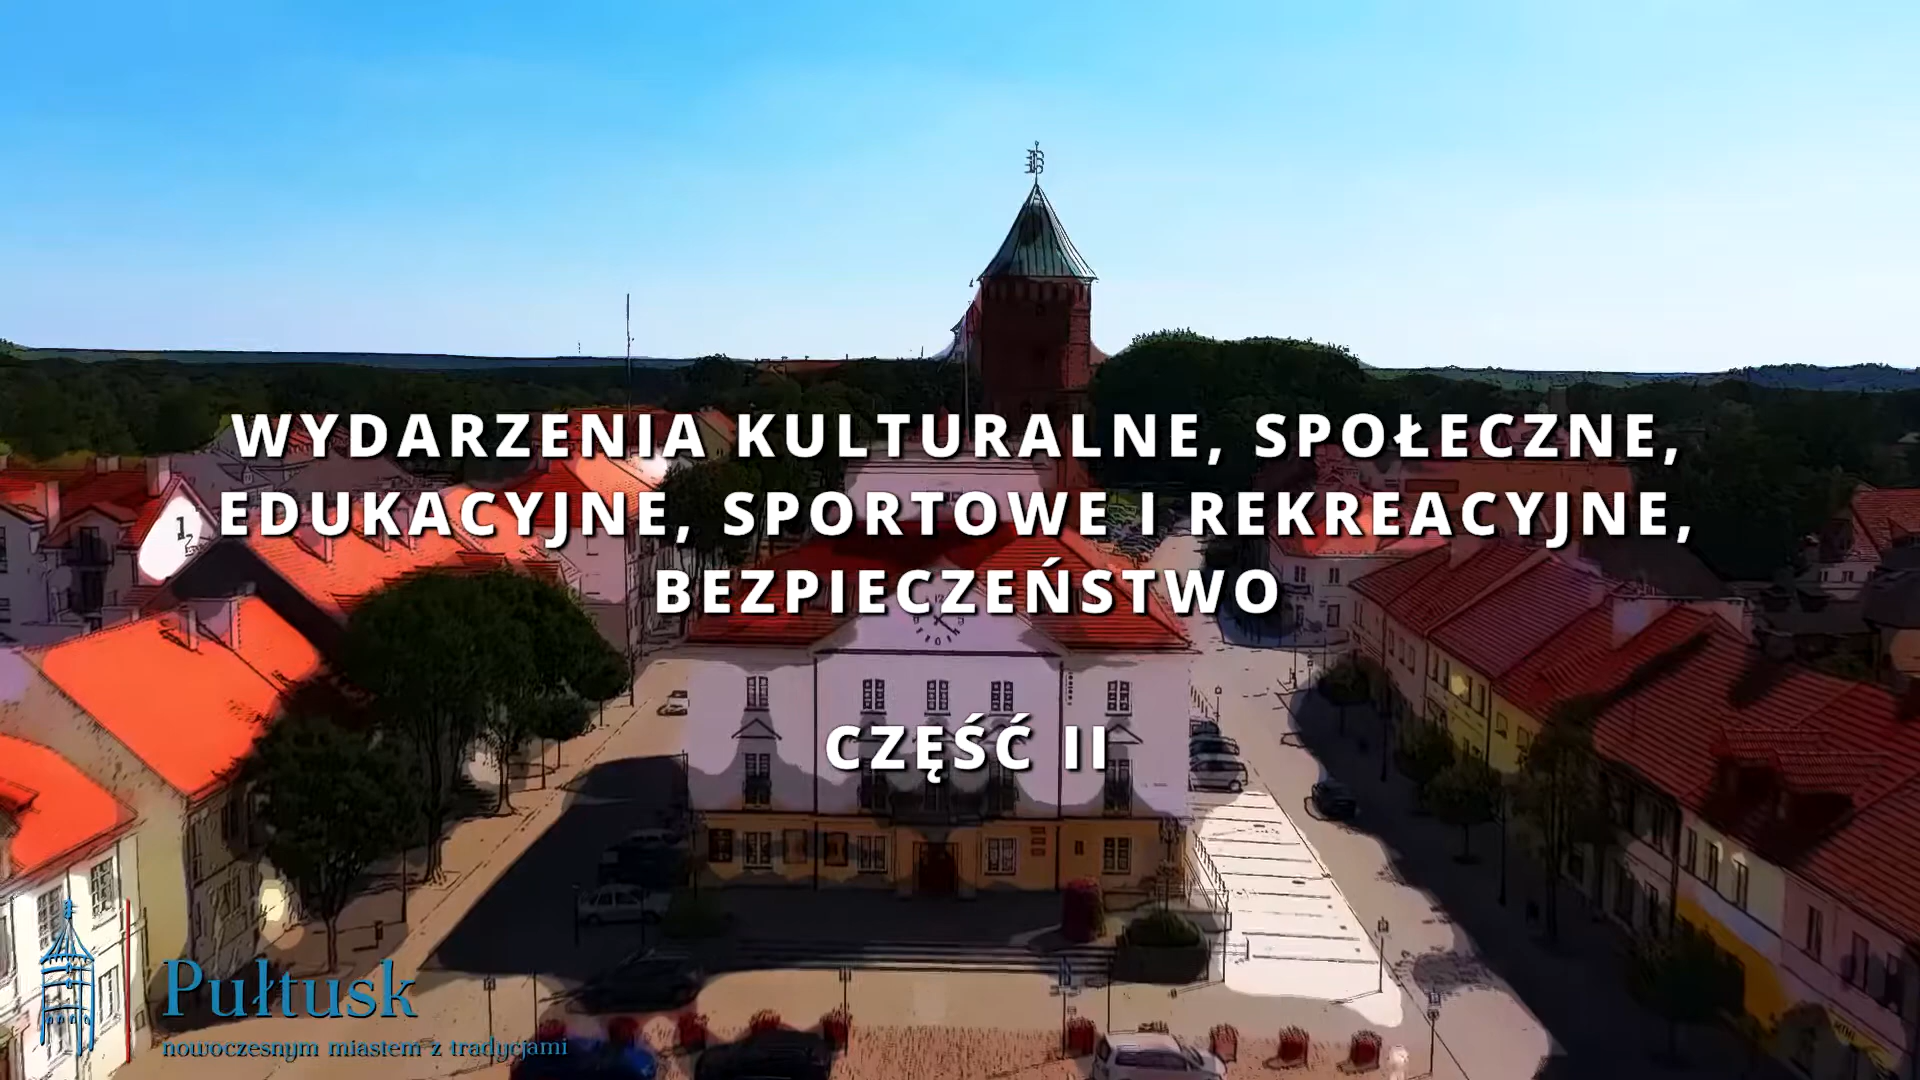 WYDARZENIA KULTURALNE, SPOŁECZNE,
EDUKACYJNE, SPORTOWE I REKREACYJNE,
BEZPIECZEŃSTWO
CZĘŚĆ II
Pułtusk
nowoczesnym miastem z tradycjami